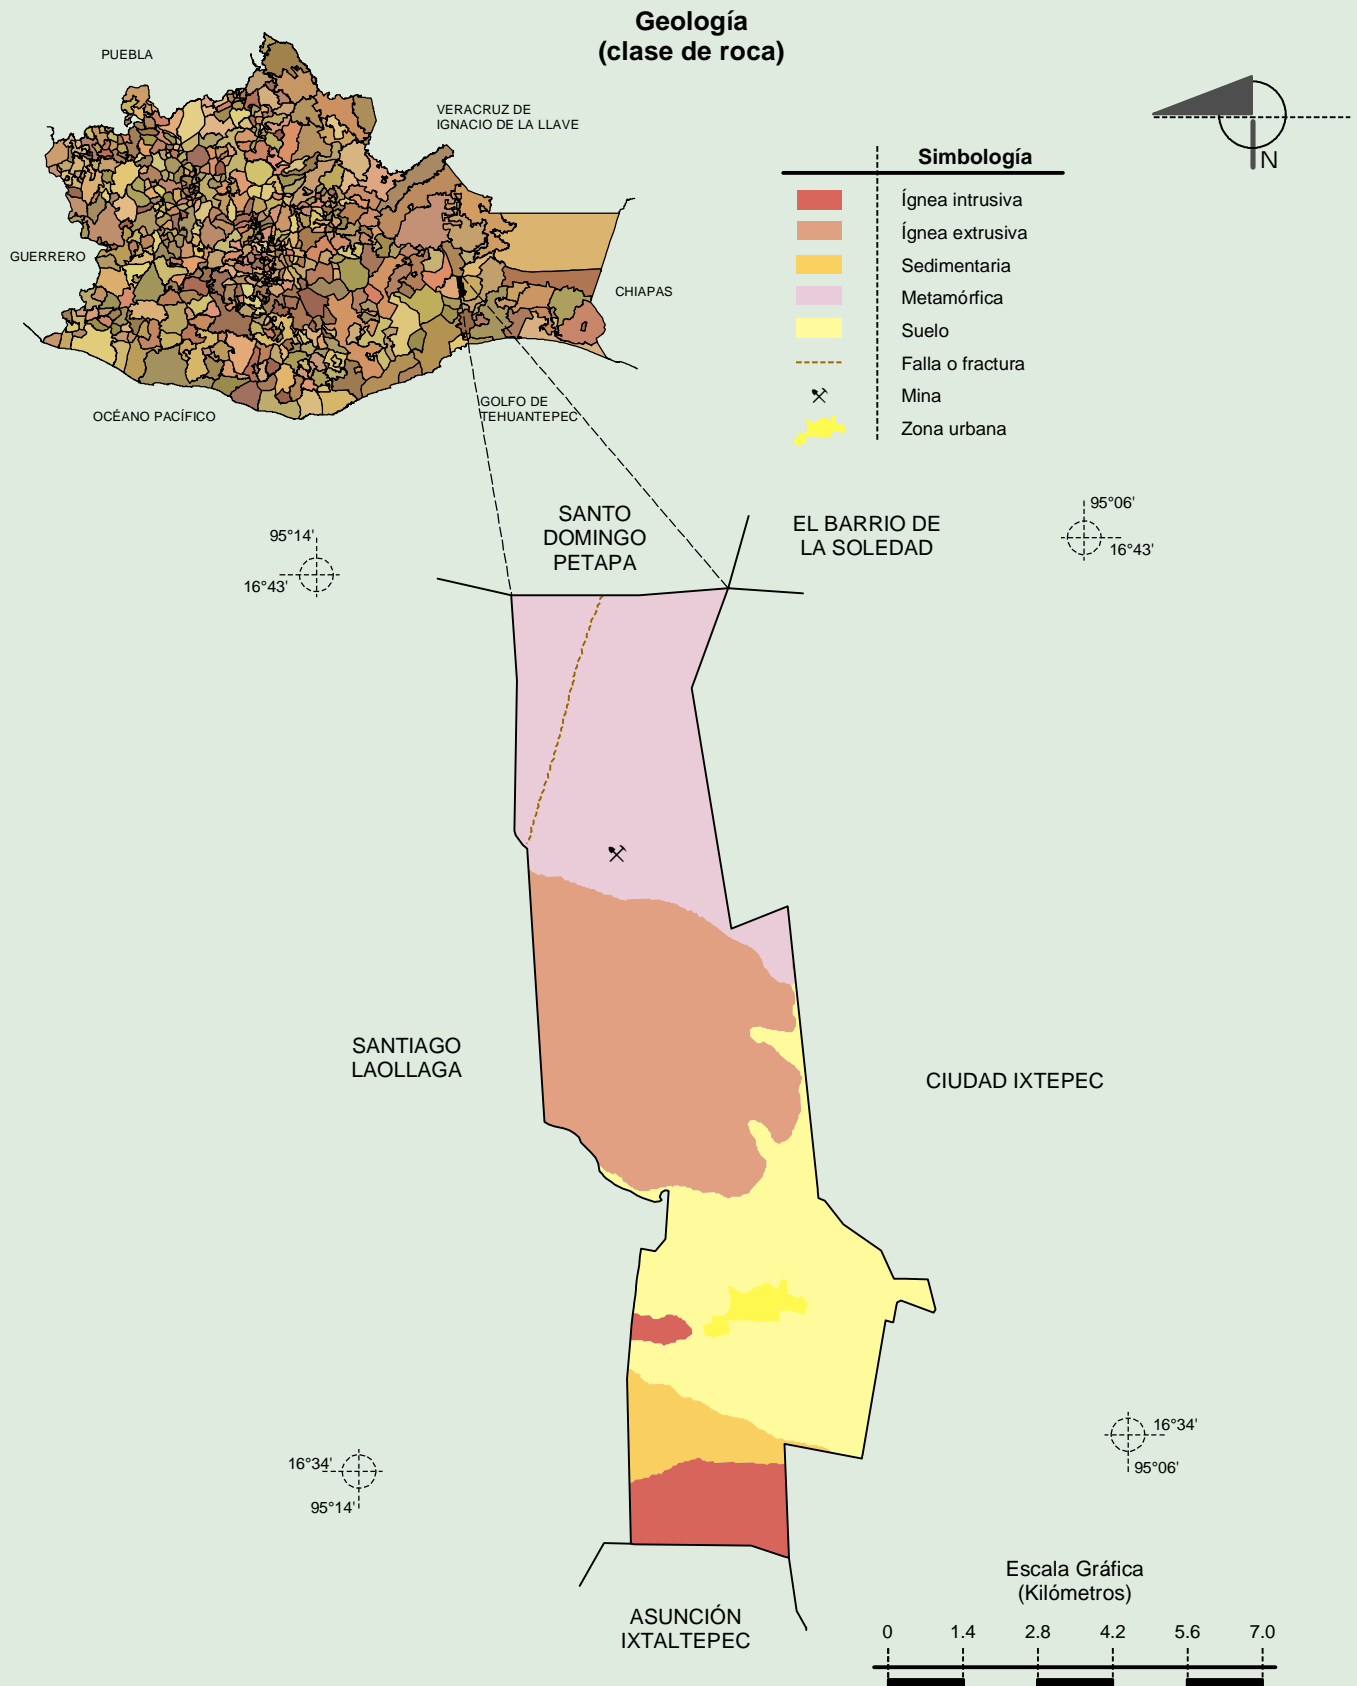 Geología
(clase de roca)
PUEBLA
VERACRUZ DE
IGNACIO DE LA LLAVE
GUERRERO
CHIAPAS
OCÉANO PACÍFICO
GOLFO DE
TEHUANTEPEC
N
Simbología
Ígnea intrusiva
Ígnea extrusiva
Sedimentaria
Metamórfica
Suelo
Falla o fractura
Mina
Zona urbana
95°14'
16°43'
SANTO
DOMINGO
PETAPA
EL BARRIO DE
LA SOLEDAD
95°06'
16°43'
SANTIAGO
LAOLLAGA
CIUDAD IXTEPEC
16°34'
95°14'
16°34'
95°06'
ASUNCIÓN
IXTALTEPEC
Escala Gráfica
(Kilómetros)
0 1.4 2.8 4.2 5.6 7.0